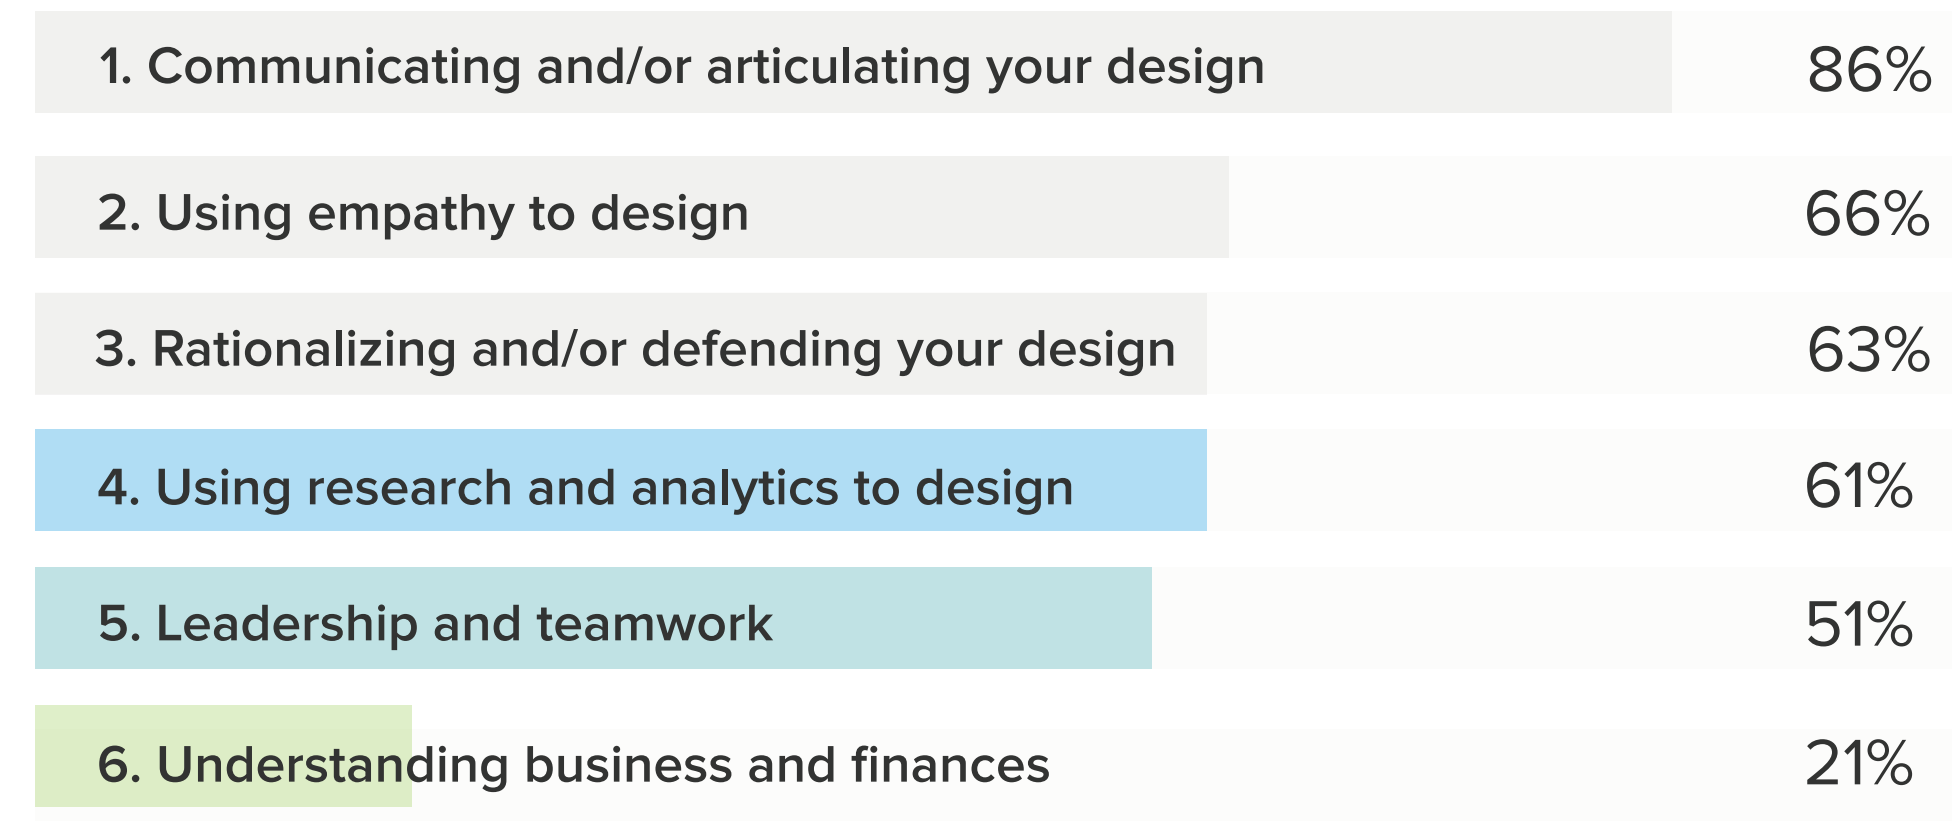 1. Communicating and/or articulating your design 86%
2. Using empathy to design 66%
3. Rationalizing and/or defending your design 63%
4. Using research and analytics to design 61%
5. Leadership and teamwork 51%
6. Understanding business and finances 21%